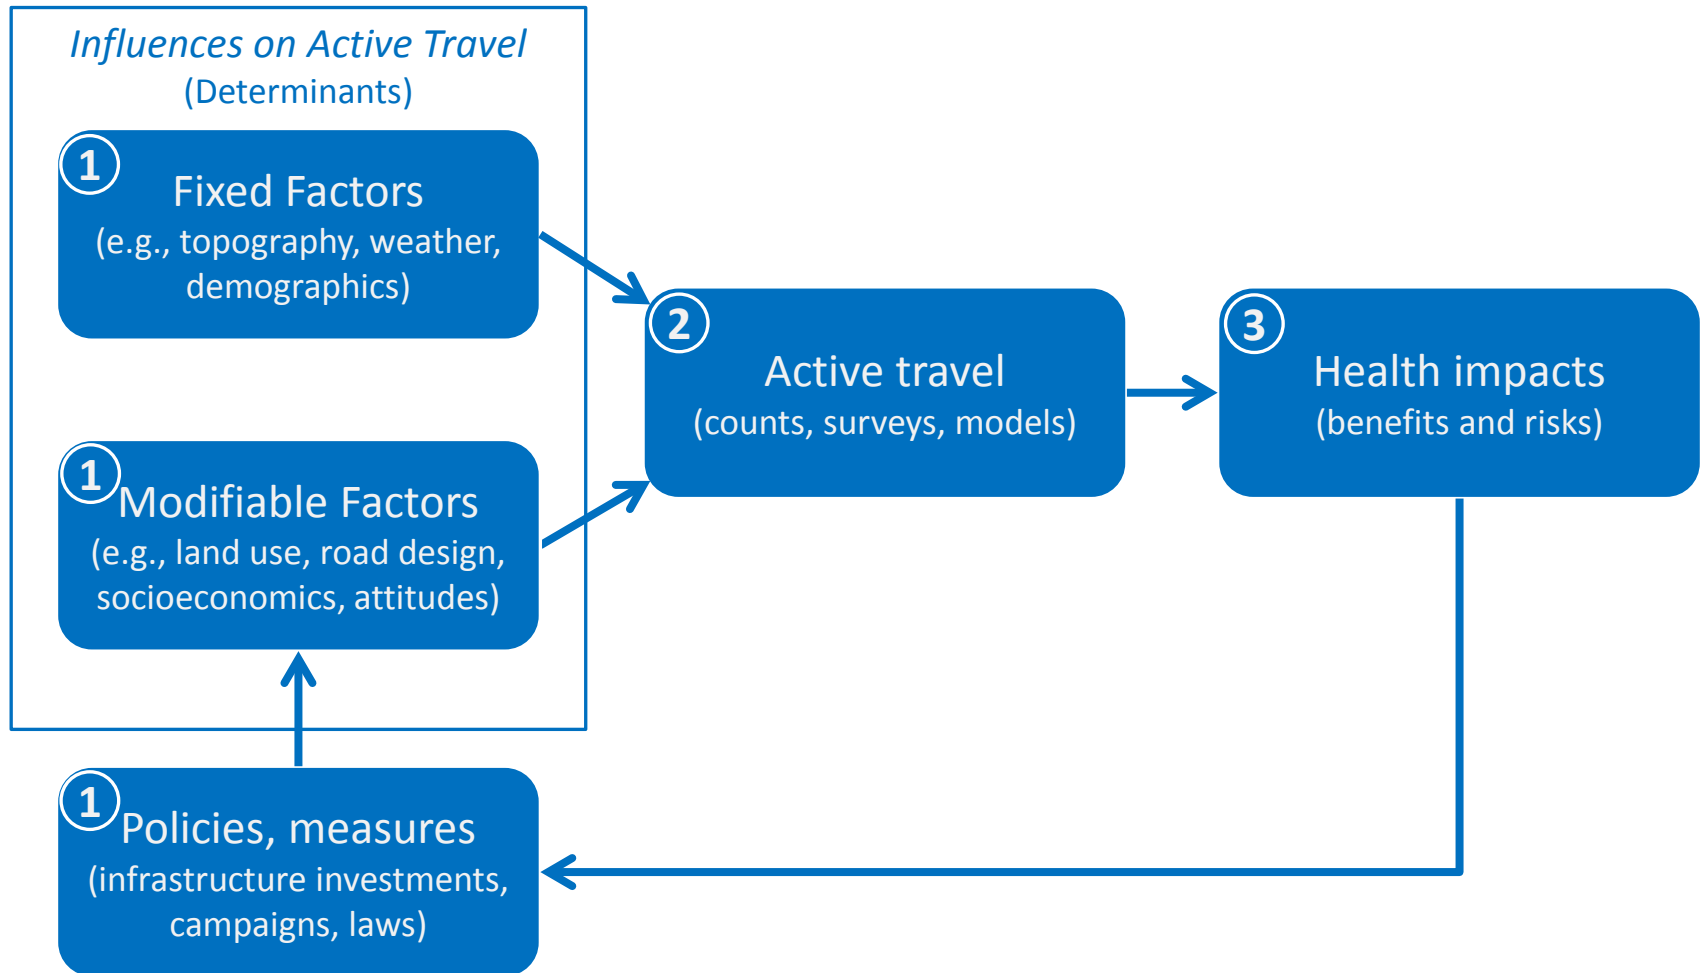 Influences on Active Travel
(Determinants)
1
Fixed Factors
(e.g., topography, weather,
demographics)
1
Modifiable Factors
(e.g., land use, road design,
socioeconomics, attitudes)
1
Policies, measures
(infrastructure investments,
campaigns, laws)
2
Active travel
(counts, surveys, models)
3
Health impacts
(benefits and risks)